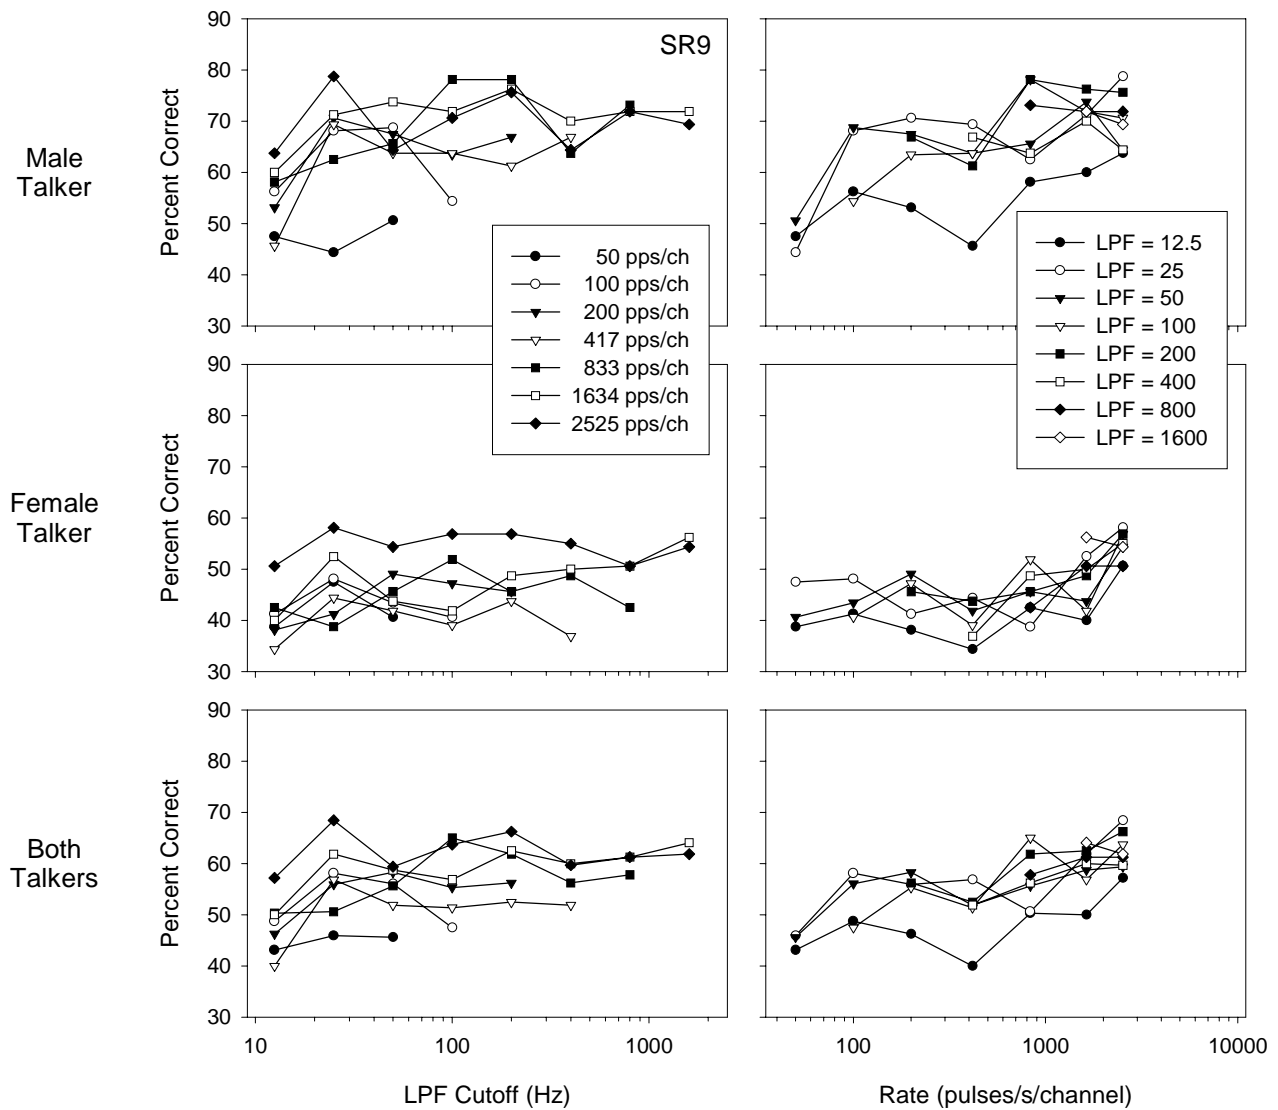 SR9
Male
Talker
Percent Correct
90
80
70
60
50
40
30
50 pps/ch
100 pps/ch
200 pps/ch
417 pps/ch
833 pps/ch
1634 pps/ch
2525 pps/ch
LPF = 12.5
LPF = 25
LPF = 50
LPF = 100
LPF = 200
LPF = 400
LPF = 800
LPF = 1600
Female
Talker
Percent Correct
90
80
70
60
50
40
30
Both
Talkers
Percent Correct
90
80
70
60
50
40
30
10 100 1000
100 1000 10000
LPF Cutoff (Hz)
Rate (pulses/s/channel)